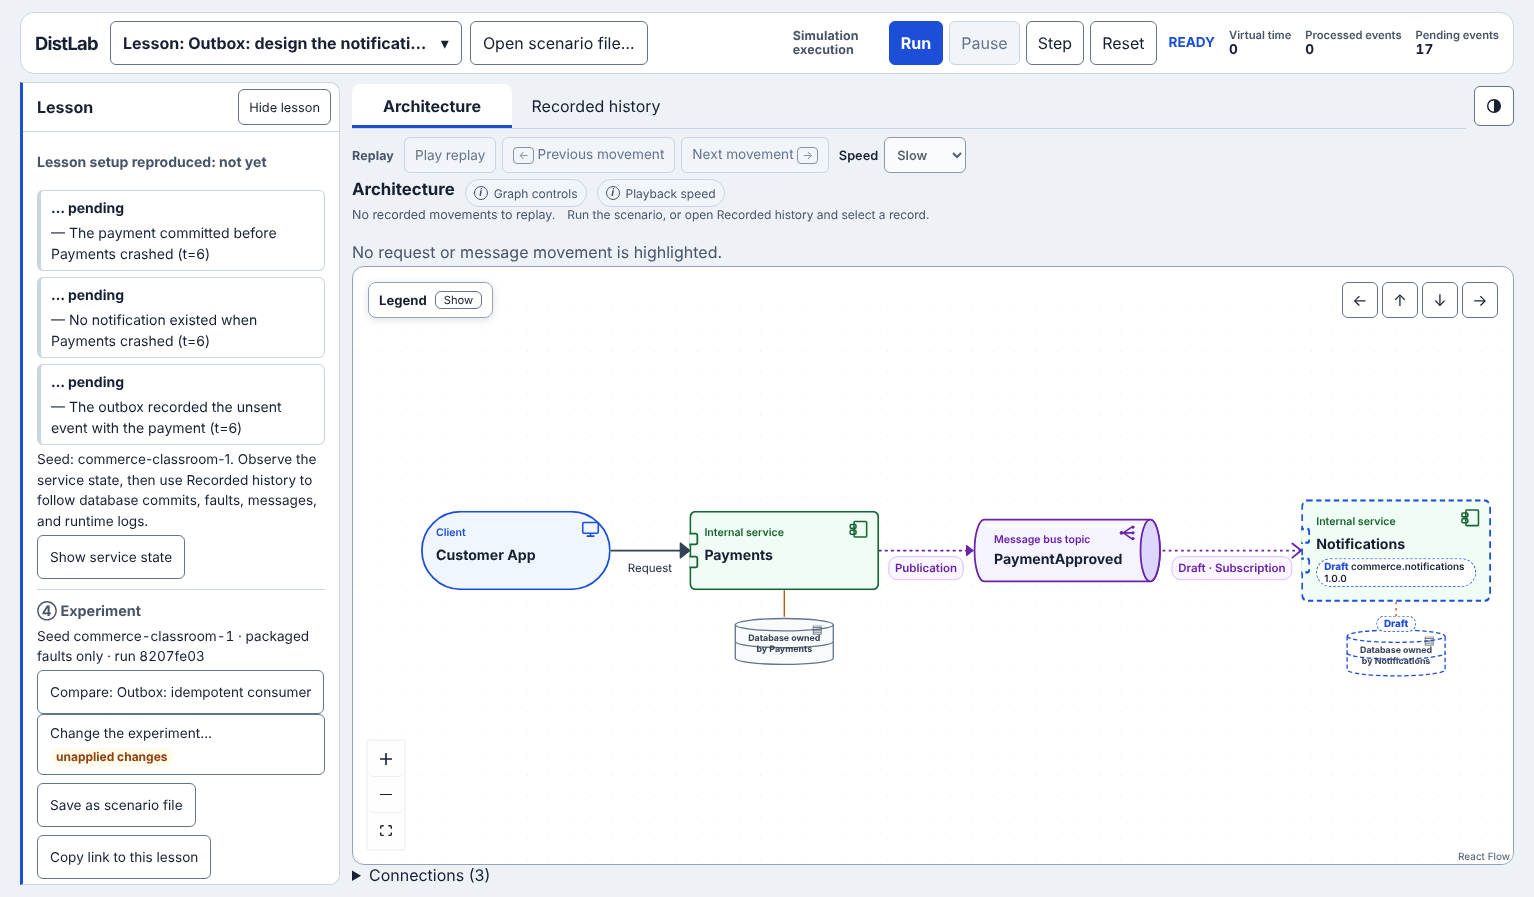 DistLab
Lesson: Outbox: design the notificati... ▾
Open scenario file...
Simulation execution
Run
Pause
Step
Reset
READY
Virtual time
0
Processed events
0
Pending events
17
Lesson
Hide lesson
Lesson setup reproduced: not yet
... pending
— The payment committed before
Payments crashed (t=6)
... pending
— No notification existed when
Payments crashed (t=6)
... pending
— The outbox recorded the unsent
event with the payment (t=6)
Seed: commerce-classroom-1. Observe the
service state, then use Recorded history to
follow database commits, faults, messages,
and runtime logs.
Show service state
4 Experiment
Seed commerce-classroom-1 · packaged
faults only · run 8207fe03
Compare: Outbox: idempotent consumer
Change the experiment...
unapplied changes
Save as scenario file
Copy link to this lesson
Architecture
Recorded history
Replay
Play replay
← Previous movement
Next movement →
Speed
Slow
Architecture
i Graph controls
i Playback speed
No recorded movements to replay. Run the scenario, or open Recorded history and select a record.
No request or message movement is highlighted.
Legend
Show
← ↑ ↓ →
Client
Customer App
Request
Internal service
Payments
Database owned
by Payments
Publication
Message bus topic
PaymentApproved
Draft · Subscription
Internal service
Notifications
Draft commerce.notifications
1.0.0
Draft
Database owned
by Notifications
React Flow
▶ Connections (3)